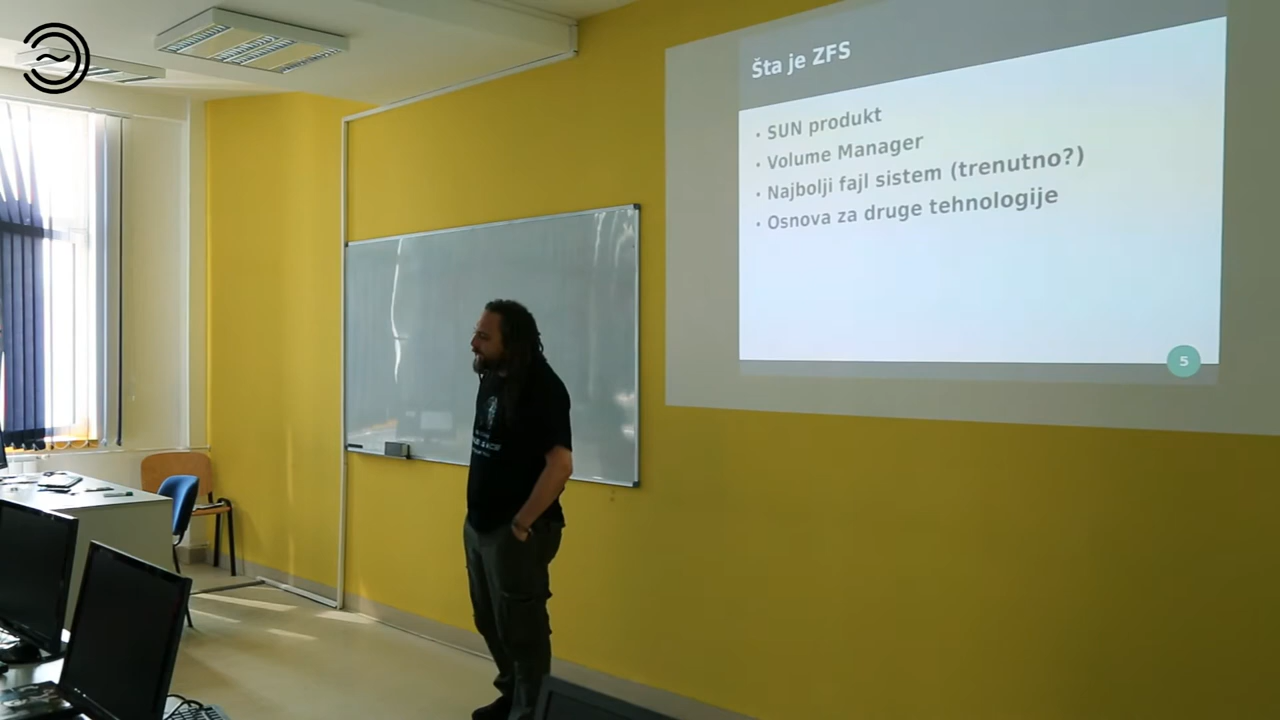 Šta je ZFS
• SUN produkt
• Volume Manager
• Najbolji fajl sistem (trenutno?)
• Osnova za druge tehnologije
5